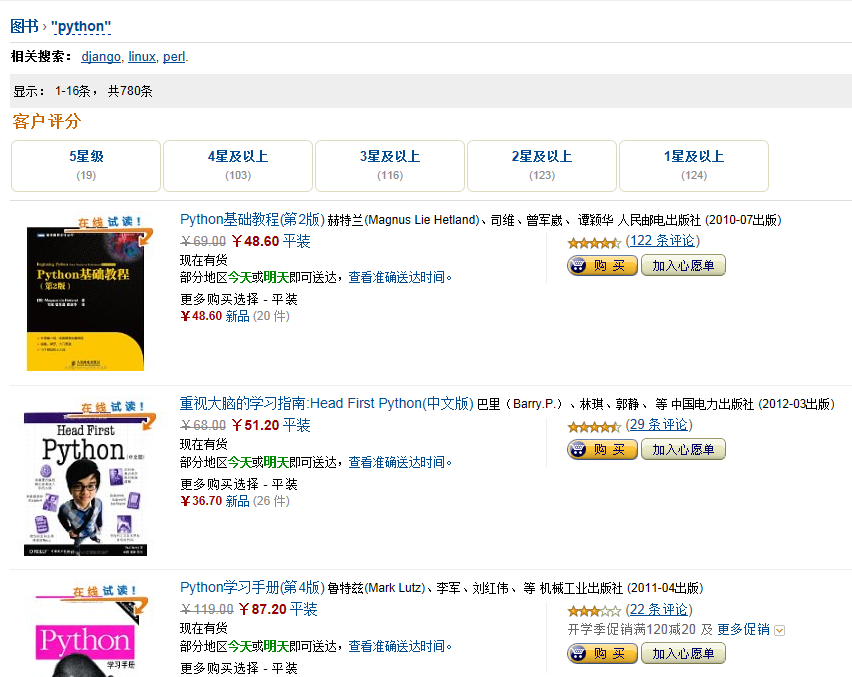 图书 › "python"
相关搜索： django, linux, perl.
显示： 1-16条， 共780条
客户评分
5星级
(19)
4星及以上
(103)
3星及以上
(116)
2星及以上
(123)
1星及以上
(124)
在线试读！
Python基础教程
（第2版）
人民邮电出版社
Python基础教程(第2版) 赫特兰(Magnus Lie Hetland)、司维、曾军崴、 谭颖华 人民邮电出版社 (2010-07出版)
￥69.00 ￥48.60 平装
现在有货
部分地区今天或明天即可送达，查看准确送达时间。
更多购买选择 - 平装
￥48.60 新品 (20 件)
(122 条评论)
购 买 加入心愿单
在线试读！
Head First
Python
(中文版)
O'REILLY
重视大脑的学习指南:Head First Python(中文版) 巴里（Barry.P.）、林琪、郭静、 等 中国电力出版社 (2012-03出版)
￥68.00 ￥51.20 平装
现在有货
部分地区今天或明天即可送达，查看准确送达时间。
更多购买选择 - 平装
￥36.70 新品 (26 件)
(29 条评论)
购 买 加入心愿单
在线试读！
Python
学习手册
Python学习手册(第4版) 鲁特兹(Mark Lutz)、李军、刘红伟、 等 机械工业出版社 (2011-04出版)
￥119.00 ￥87.20 平装
现在有货
部分地区今天或明天即可送达，查看准确送达时间。
更多购买选择 - 平装
(22 条评论)
开学季促销满120减20 及 更多促销
购 买 加入心愿单